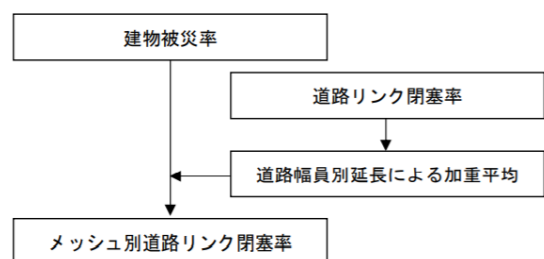 建物被災率
道路リンク閉塞率
道路幅員別延長による加重平均
メッシュ別道路リンク閉塞率